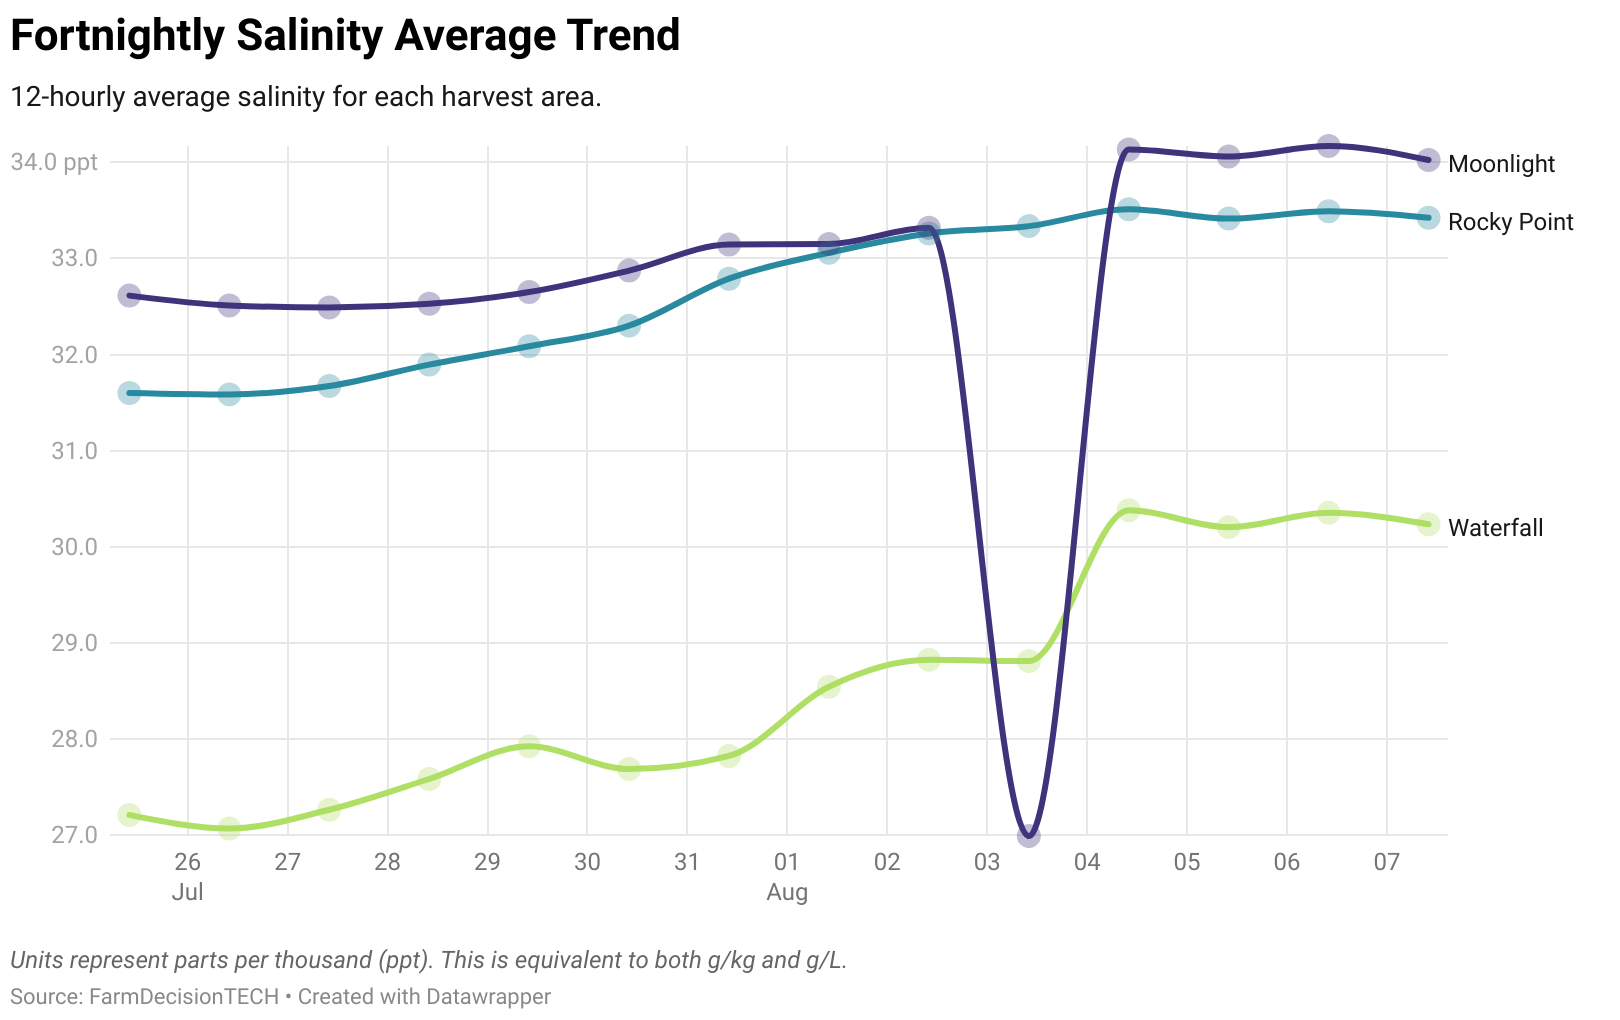 Fortnightly Salinity Average Trend
12-hourly average salinity for each harvest area.
34.0 ppt
33.0
32.0
31.0
30.0
29.0
28.0
27.0
Moonlight
Rocky Point
Waterfall
26 27 28 29 30 31 01 02 03 04 05 06 07
Jul Aug
Units represent parts per thousand (ppt). This is equivalent to both g/kg and g/L.
Source: FarmDecisionTECH • Created with Datawrapper